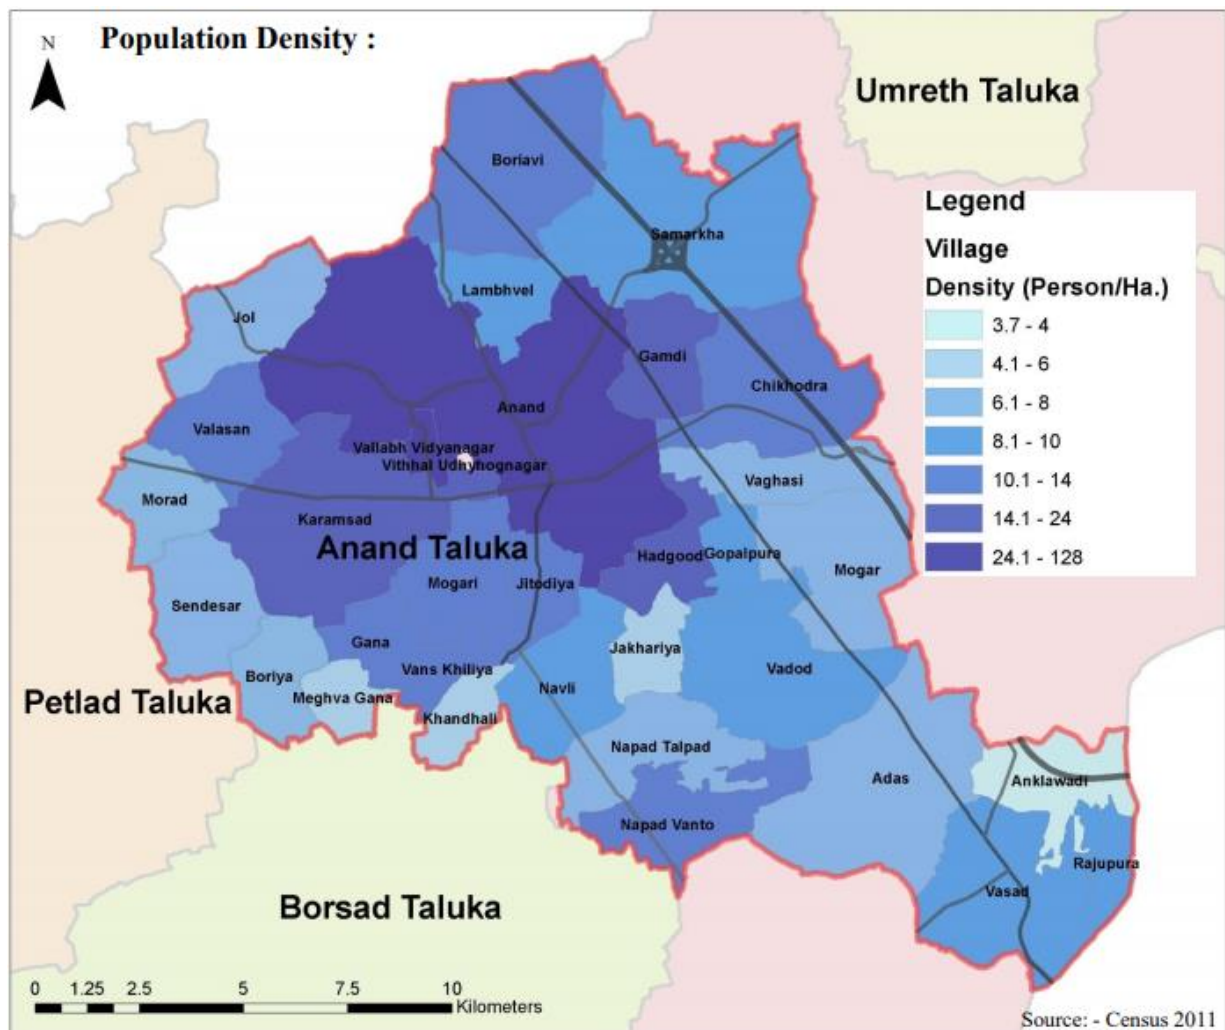 Population Density :
N
Umreth Taluka
Boriavi
Legend
Samarkha
Village
Density (Person/Ha.)
3.7 - 4
4.1 - 6
6.1 - 8
8.1 - 10
10.1 - 14
14.1 - 24
24.1 - 128
Lambhvel
Jol
Gamdi
Chikhodra
Anand
Valasan
Vallabh Vidyanagar
Vithhal Udhyhognagar
Vaghasi
Morad
Karamsad
Anand Taluka
Hadgood
Gopalpura
Mogar
Mogari
Jitodiya
Sendesar
Gana
Jakhariya
Vans Khiliya
Vadod
Boriya
Navli
Meghva Gana
Petlad Taluka
Khandhali
Napad Talpad
Adas
Anklawadi
Napad Vanto
Rajupura
Vasad
Borsad Taluka
0 1.25 2.5 5 7.5 10
Kilometers
Source: - Census 2011